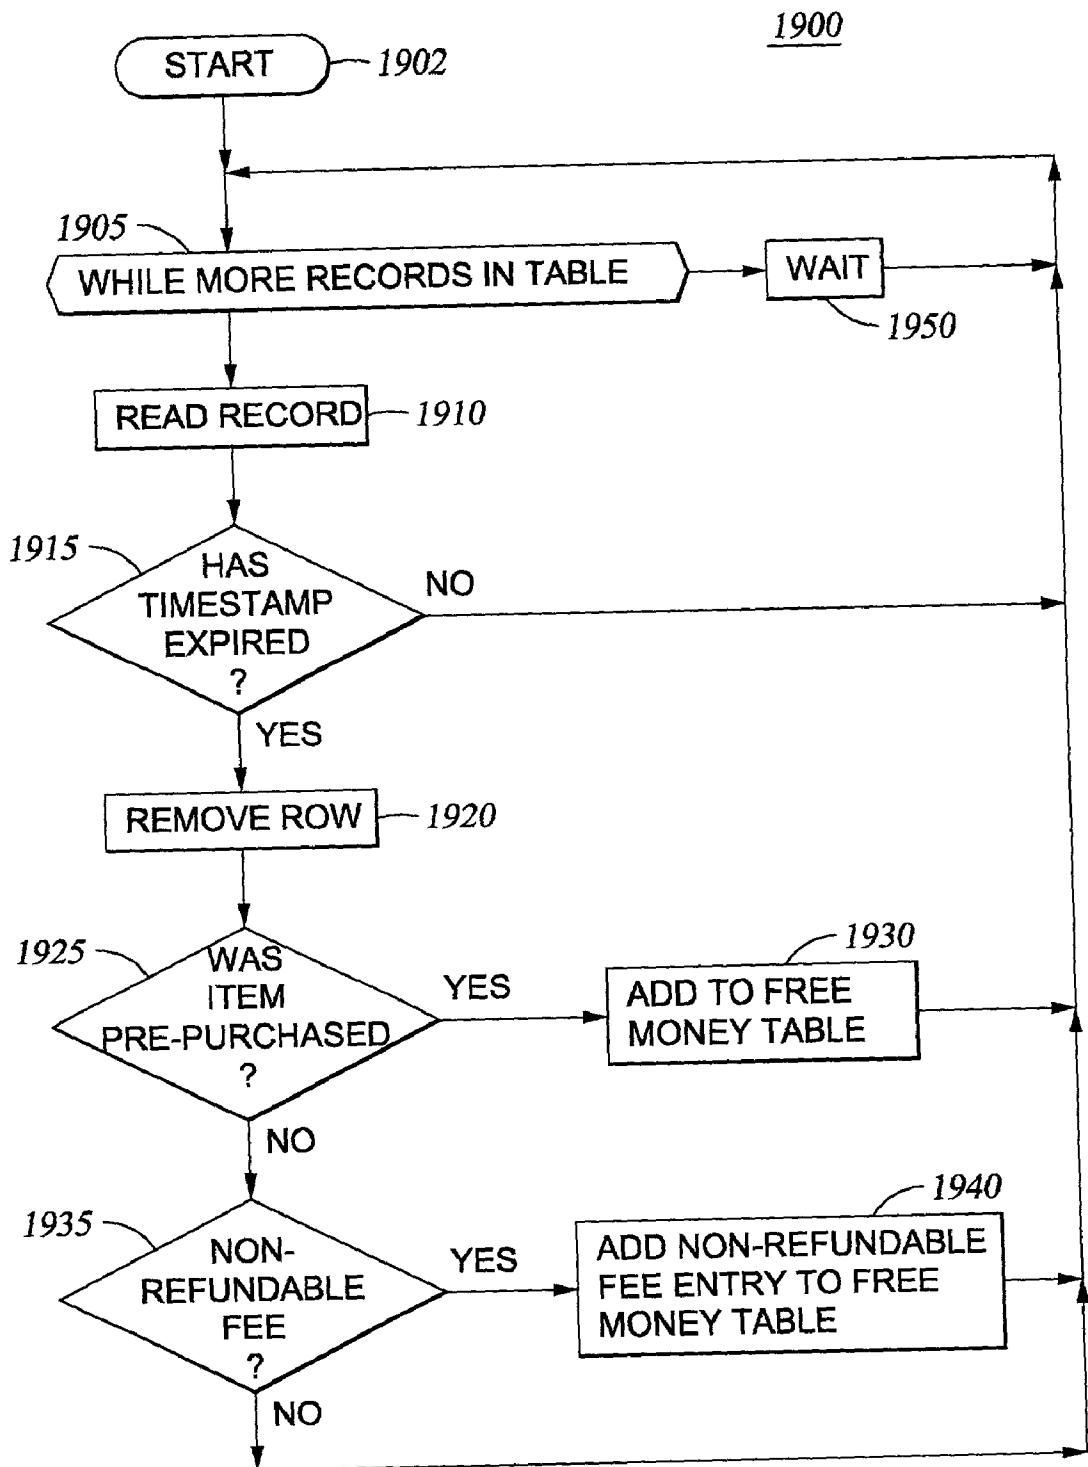 1900
START
1902
1905
WHILE MORE RECORDS IN TABLE
WAIT
1950
READ RECORD
1910
1915
HAS
TIMESTAMP
EXPIRED
?
NO
YES
REMOVE ROW
1920
1925
WAS
ITEM
PRE-PURCHASED
?
YES
1930
ADD TO FREE
MONEY TABLE
NO
1935
NON-
REFUNDABLE
FEE
?
YES
1940
ADD NON-REFUNDABLE
FEE ENTRY TO FREE
MONEY TABLE
NO